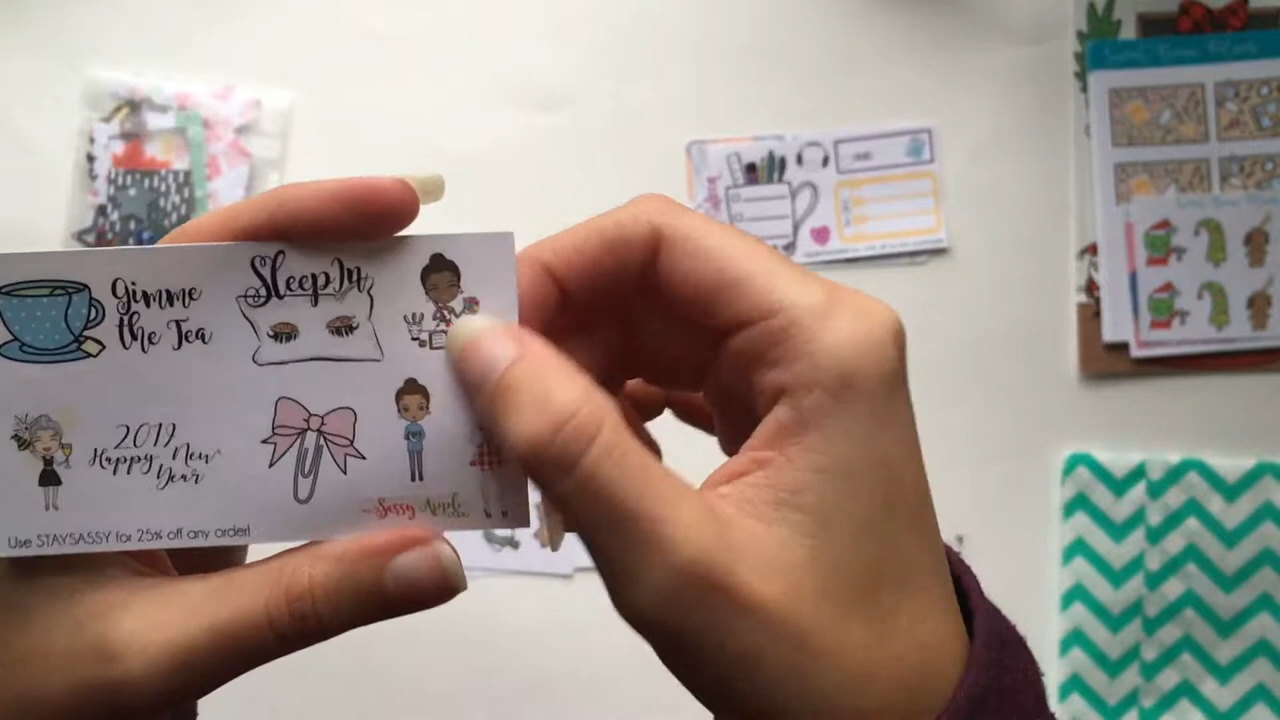 Gimme
the Tea
Sleep In
2019
Happy New
Year
Sassy Apple
Use STAYSASSY for 25% off any order!